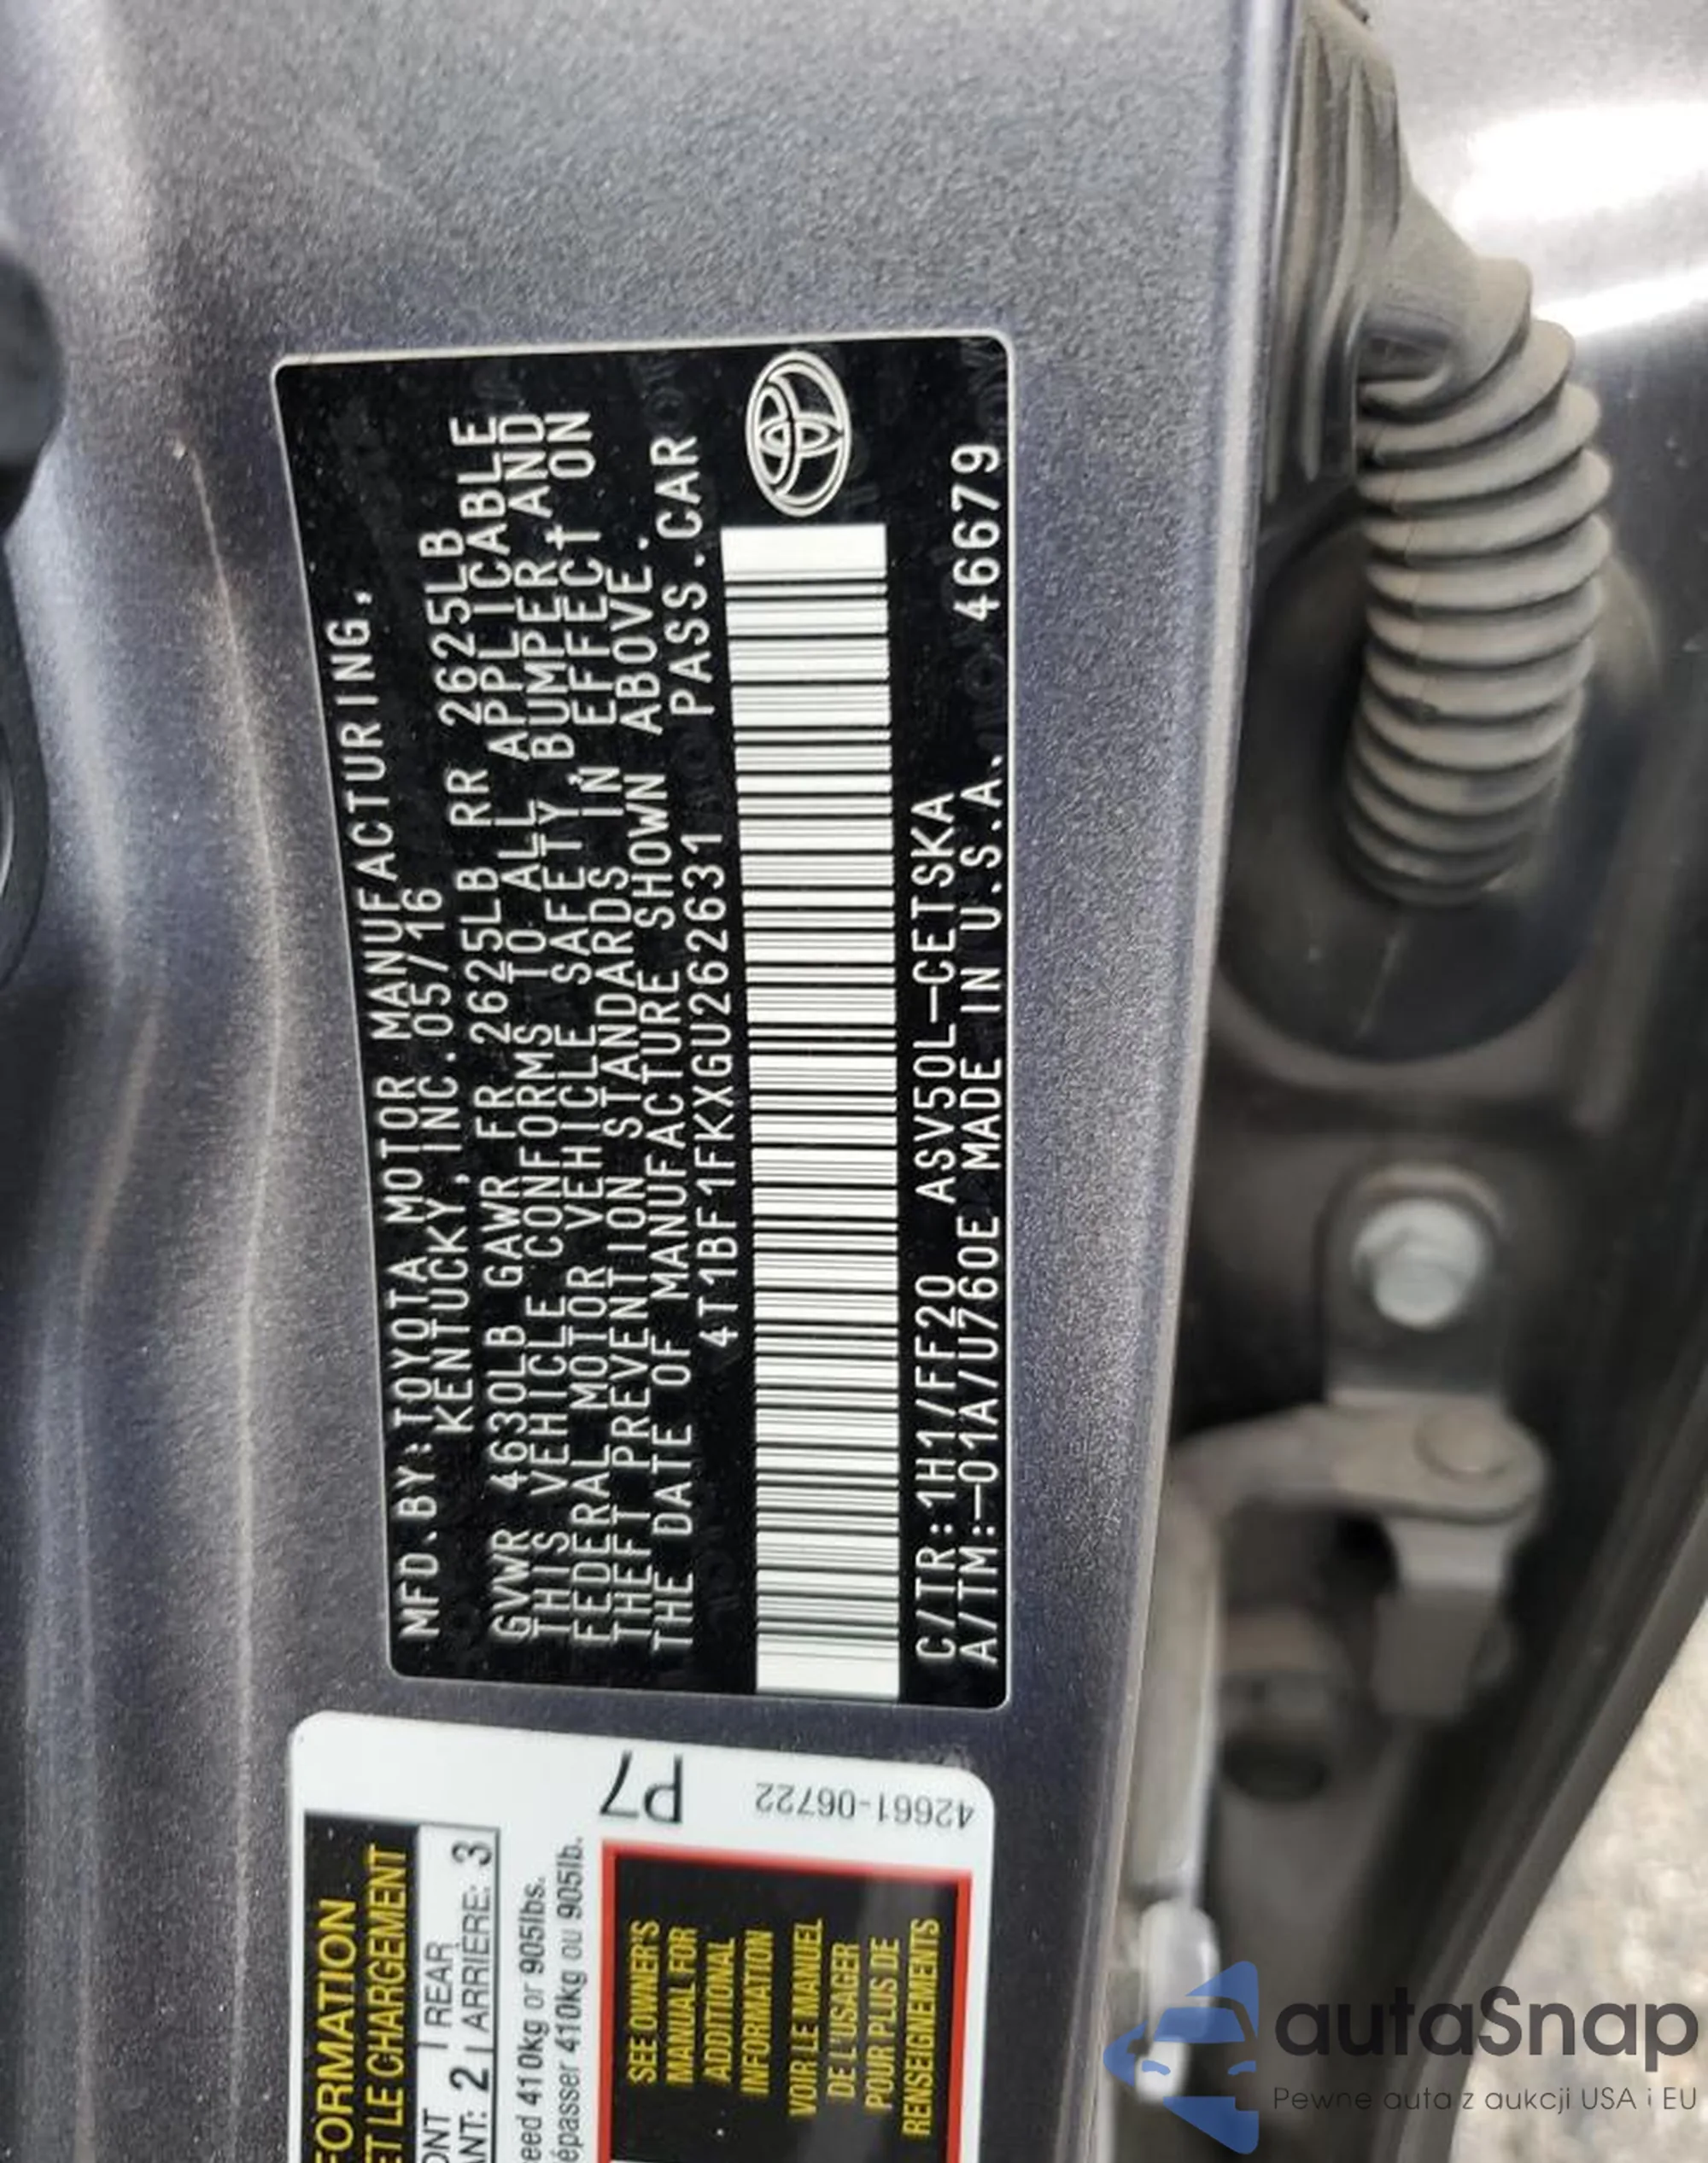 MFD.BY:TOYOTA MOTOR MANUFACTURING,
KENTUCKY, INC.05/16
GVWR 4630LB GAWR FR 2625LB RR 2625LB
THIS VEHICLE CONFORMS TO ALL APPLICABLE
FEDERAL MOTOR VEHICLE SAFETY,BUMPER,AND
THEFT PREVENTION STANDARDS IN EFFECT ON
THE DATE OF MANUFACTURE SHOWN ABOVE.
4T1BF1FKXGU262631 PASS.CAR
C/TR:1H1/FF20 ASV50L-CETSKA
A/TM:-01A/U760E MADE IN U.S.A. 46679
P7
42661-06722
FORMATION
ET LE CHARGEMENT
ONT REAR
ANT: 2 ARRIÈRE: 3
eed 410kg or 905lbs.
épasser 410kg ou 905lb.
SEE OWNER'S
MANUAL FOR
ADDITIONAL
INFORMATION
VOIR LE MANUEL
DE L'USAGER
POUR PLUS DE
RENSEIGNEMENTS
autaSnap
Pewne auta z aukcji USA i EU